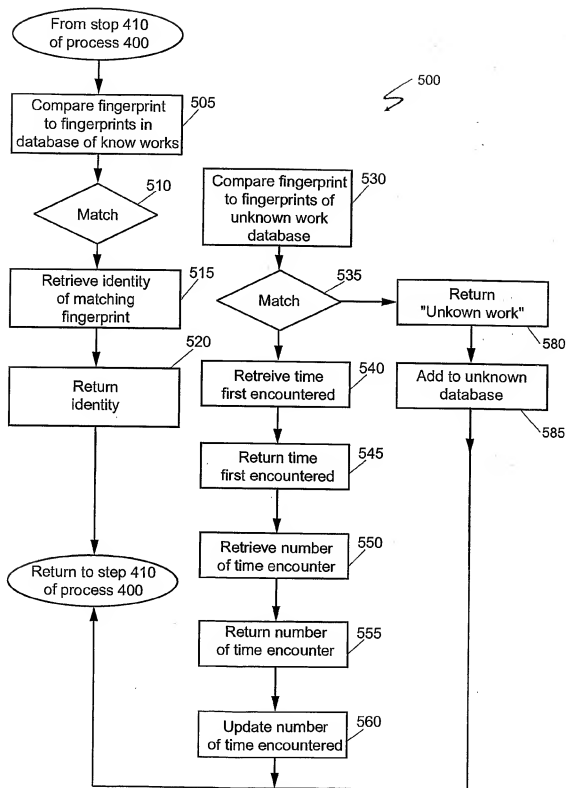 From stop 410
of process 400
500
505
Compare fingerprint
to fingerprints in
database of know works
510
Match
515
Retrieve identity
of matching
fingerprint
520
Return
identity
Return to step 410
of process 400
530
Compare fingerprint
to fingerprints of
unknown work
database
535
Match
540
Retreive time
first encountered
545
Return time
first encountered
550
Retrieve number
of time encounter
555
Return number
of time encounter
560
Update number
of time encountered
Return
"Unkown work"
580
Add to unknown
database
585